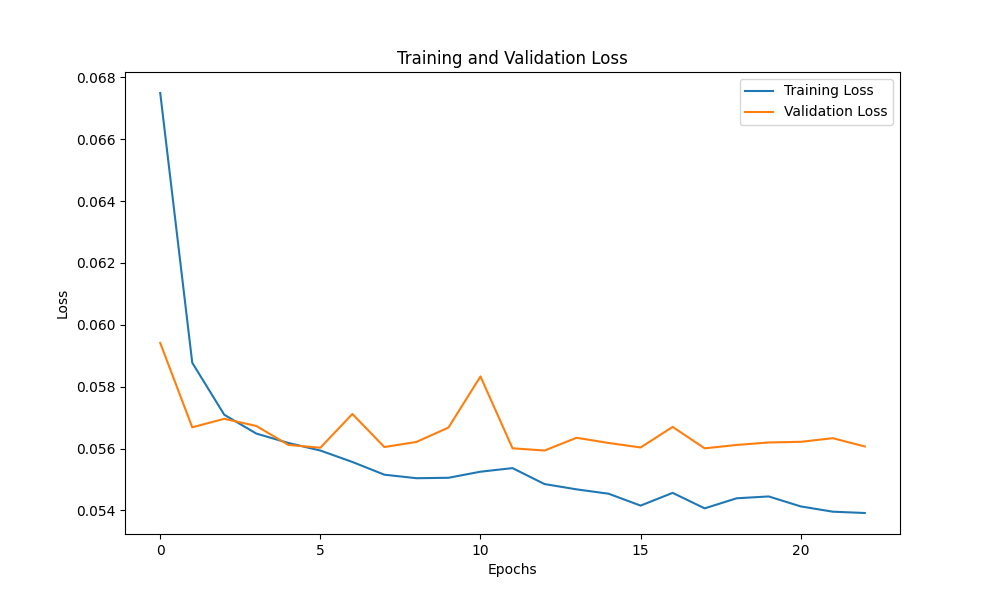 Training and Validation Loss
Training Loss
Validation Loss
0.068
0.066
0.064
0.062
0.060
0.058
0.056
0.054
Loss
0 5 10 15 20
Epochs